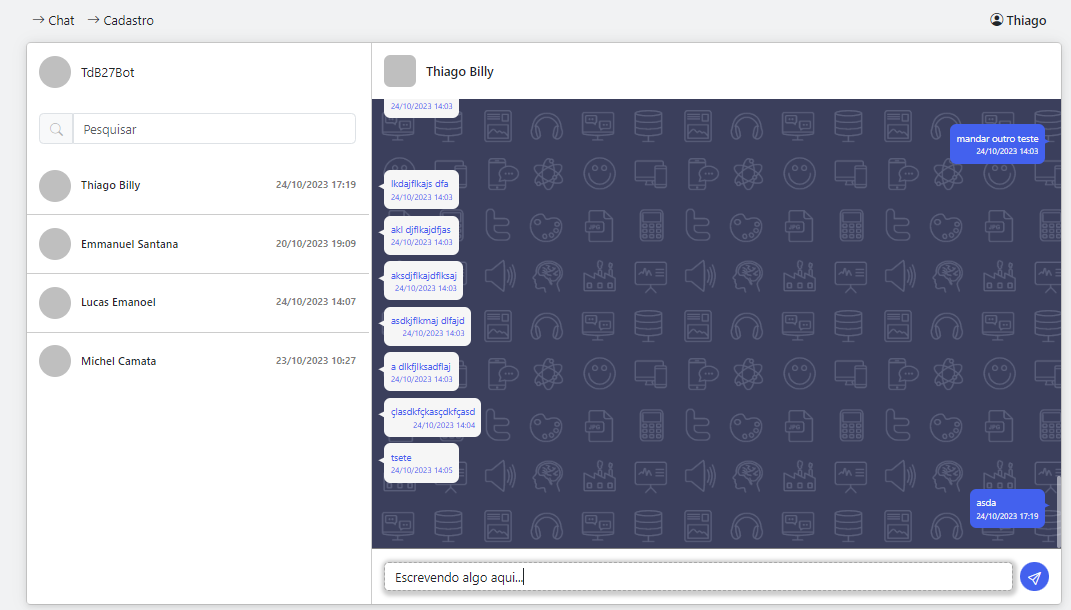 Chat
Cadastro
Thiago
TdB27Bot
Pesquisar
Thiago Billy
24/10/2023 17:19
Emmanuel Santana
20/10/2023 19:09
Lucas Emanoel
24/10/2023 14:07
Michel Camata
23/10/2023 10:27
Thiago Billy
24/10/2023 14:03
mandar outro teste
24/10/2023 14:03
lkdajflkajs dfa
24/10/2023 14:03
akl djflkajdfjas
24/10/2023 14:03
aksdjflkajdflksaj
24/10/2023 14:03
asdkjflkmaj dlfajd
24/10/2023 14:03
a dlkfjlksadflaj
24/10/2023 14:03
çlasdkfçkasçdkfçasd
24/10/2023 14:04
tsete
24/10/2023 14:05
asda
24/10/2023 17:19
Escrevendo algo aqui...